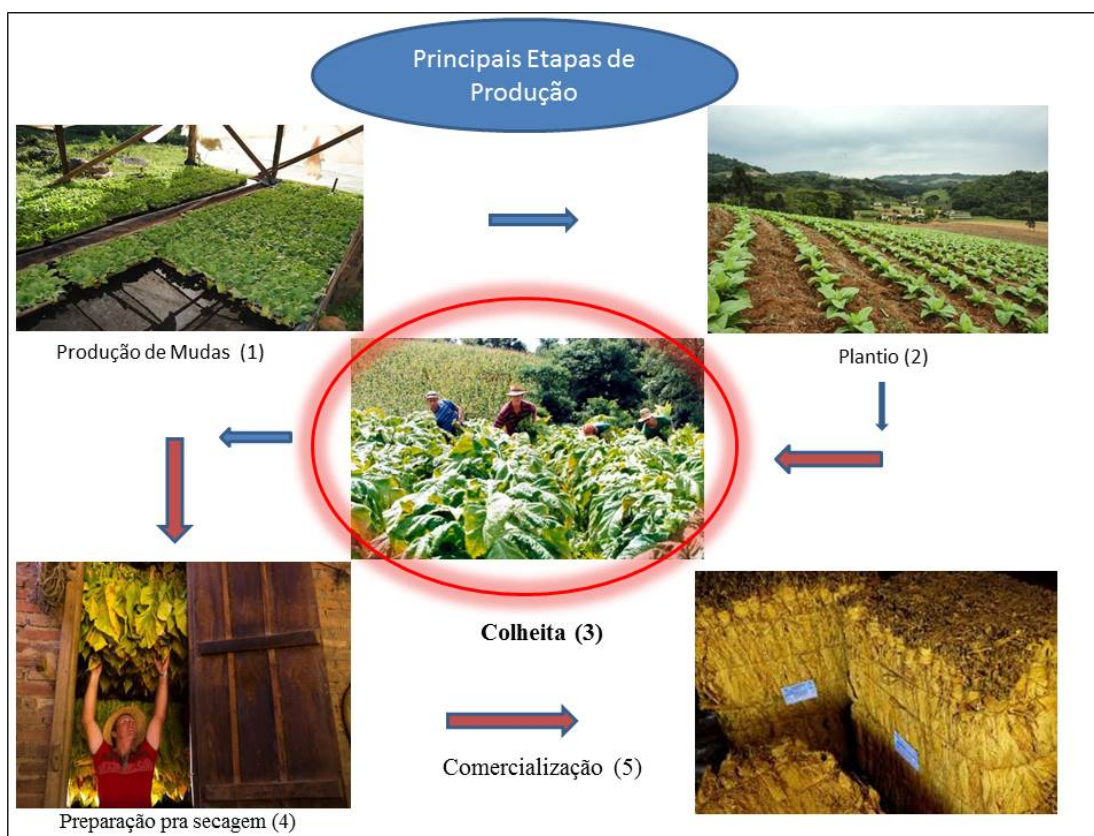 Principais Etapas de
Produção
Produção de Mudas (1)
Plantio (2)
Colheita (3)
Preparação pra secagem (4)
Comercialização (5)